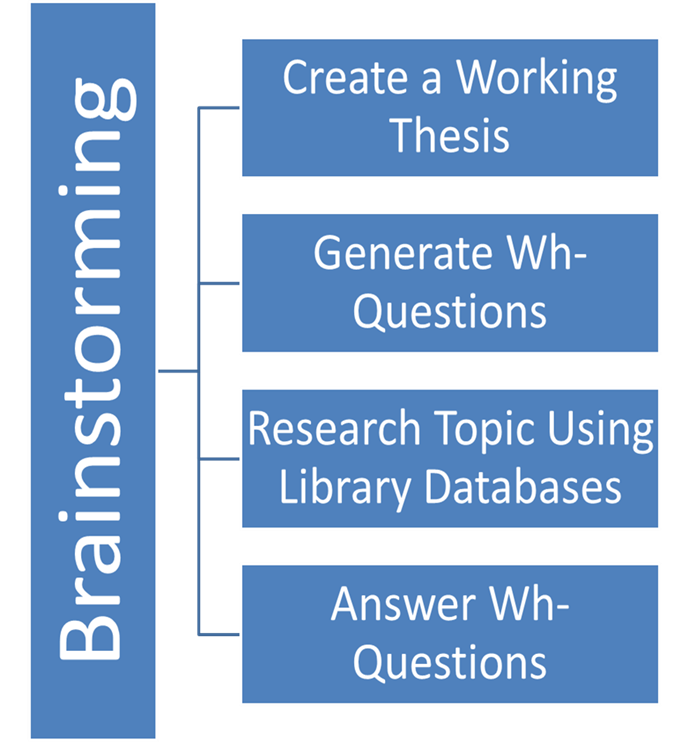 Brainstorming
Create a Working
Thesis
Generate Wh-
Questions
Research Topic Using
Library Databases
Answer Wh-
Questions